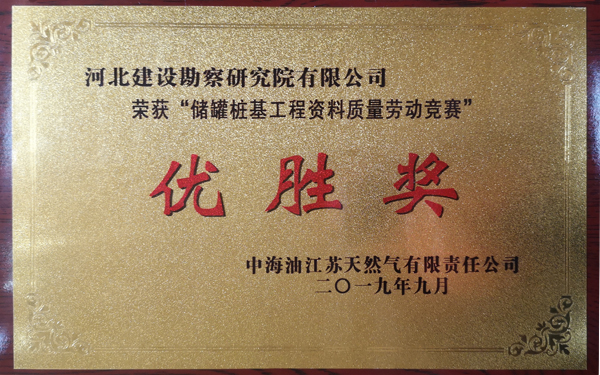 河北建设勘察研究院有限公司
荣获“储罐桩基工程资料质量劳动竞赛”
优胜奖
中海油江苏天然气有限责任公司
二〇一九年九月